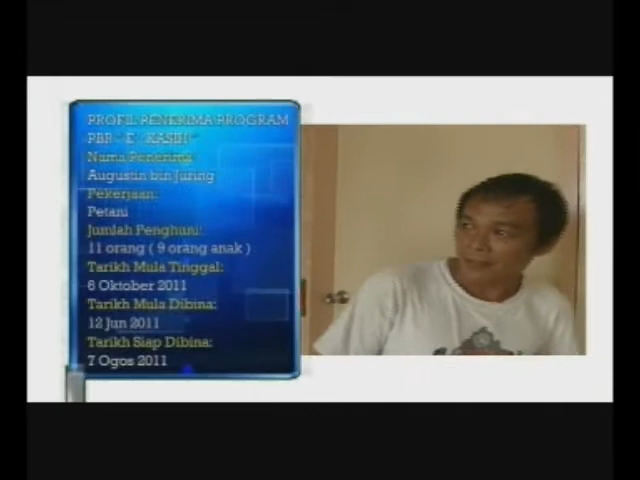 PROFIL PENERIMA PROGRAM
PBR " E - KASIH "
Nama Penerima:
Augustin bin Juring
Pekerjaan:
Petani
Jumlah Penghuni:
11 orang ( 9 orang anak )
Tarikh Mula Tinggal:
6 Oktober 2011
Tarikh Mula Dibina:
12 Jun 2011
Tarikh Siap Dibina:
7 Ogos 2011